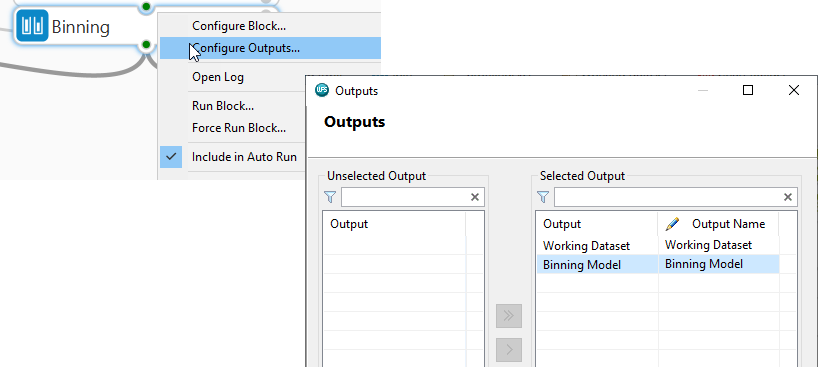 Binning
Configure Block...
Configure Outputs...
Open Log
Run Block...
Force Run Block...
Include in Auto Run
WPS Outputs
Outputs
Unselected Output
Selected Output
Output
Output Output Name
Working Dataset Working Dataset
Binning Model Binning Model